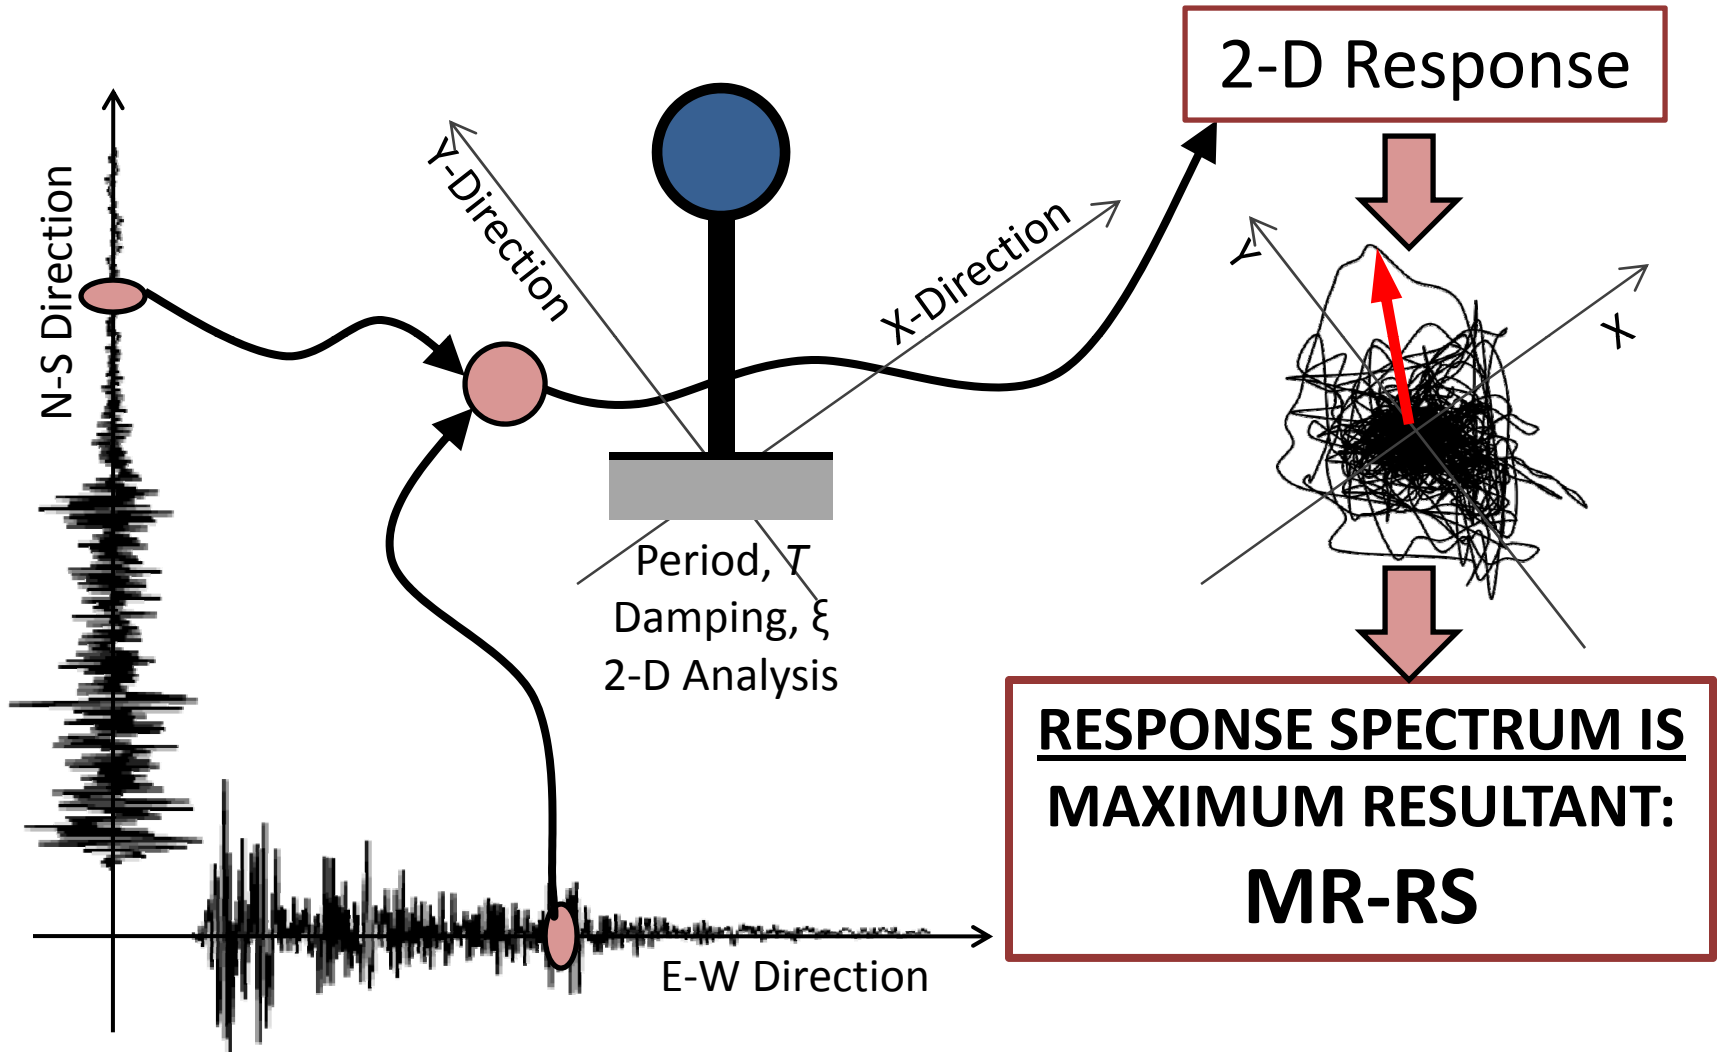 2-D Response
N-S Direction
Y-Direction
X-Direction
Y
X
Period, T
Damping, ξ
2-D Analysis
RESPONSE SPECTRUM IS
MAXIMUM RESULTANT:
MR-RS
E-W Direction